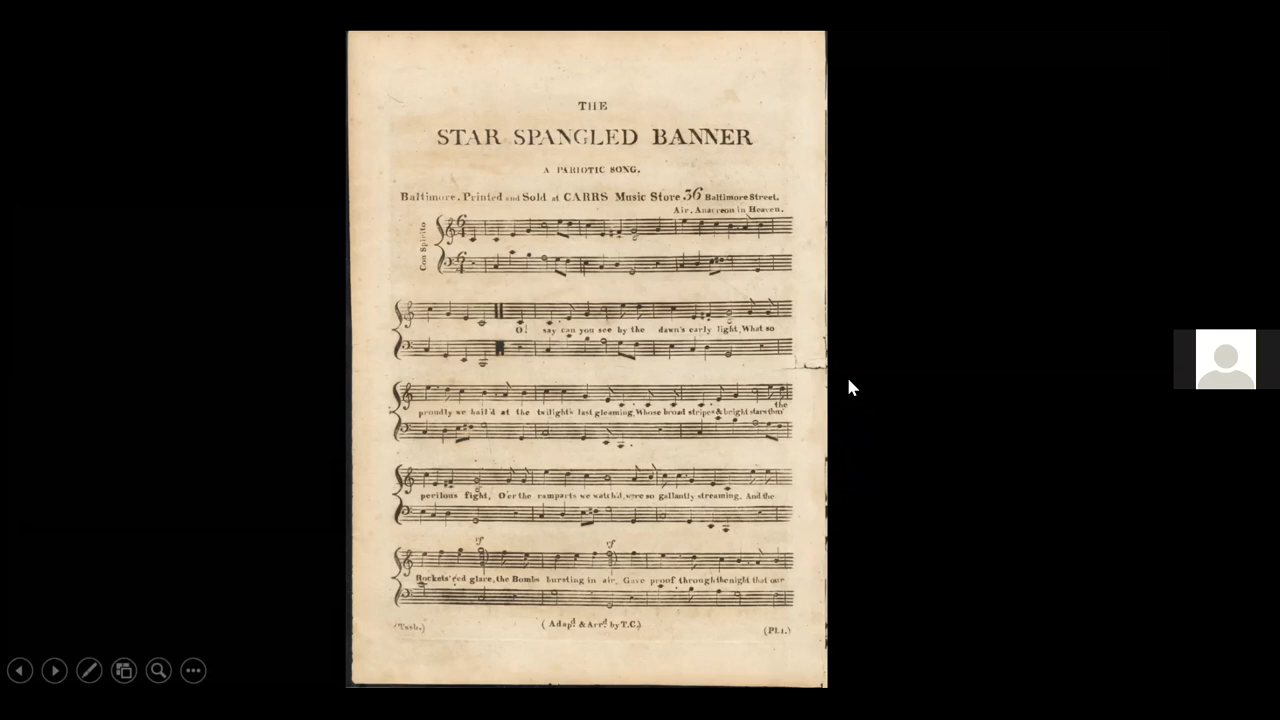 THE
STAR SPANGLED BANNER
A PARIOTIC SONG.
Baltimore. Printed and Sold at CARRS Music Store 36 Baltimore Street.
Air. Anacreon in Heaven.
Con Spirito
O! say can you see by the dawn's early light, What so
the
proudly we hail'd at the twilight's last gleaming, Whose broad stripes & bright stars thro'
perilous fight, O'er the ramparts we watch'd, were so gallantly streaming, And the
sf sf
Rockets' red glare, the Bombs bursting in air, Gave proof through the night that our
(Adapd. & Arrd. by T.C.)
(Pl.1.)